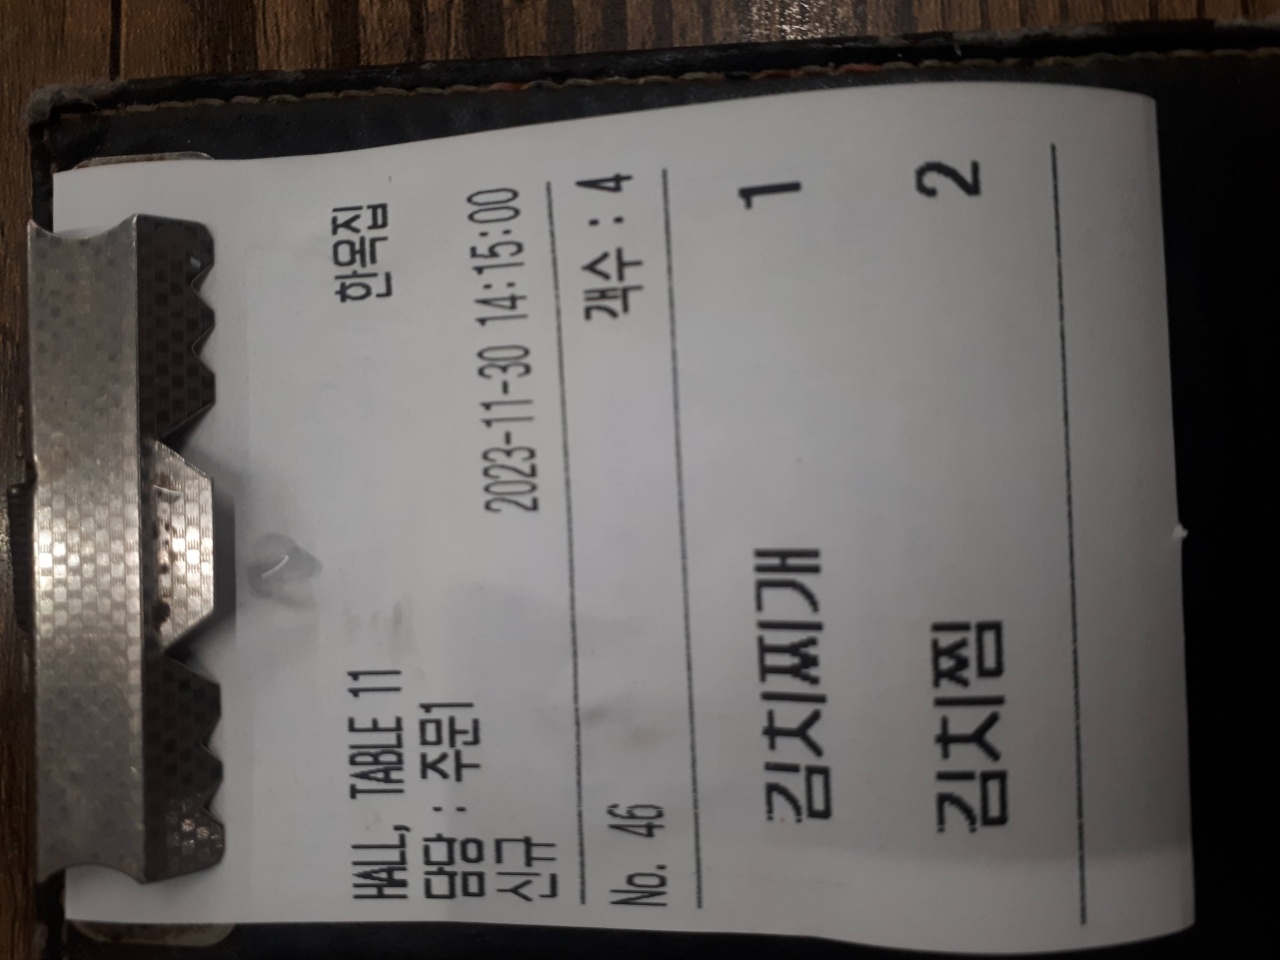 한옥집
HALL, TABLE 11
담당 : 주문1
신규 2023-11-30 14:15:00
No. 46 객수 : 4
김치찌개 1
김치찜 2